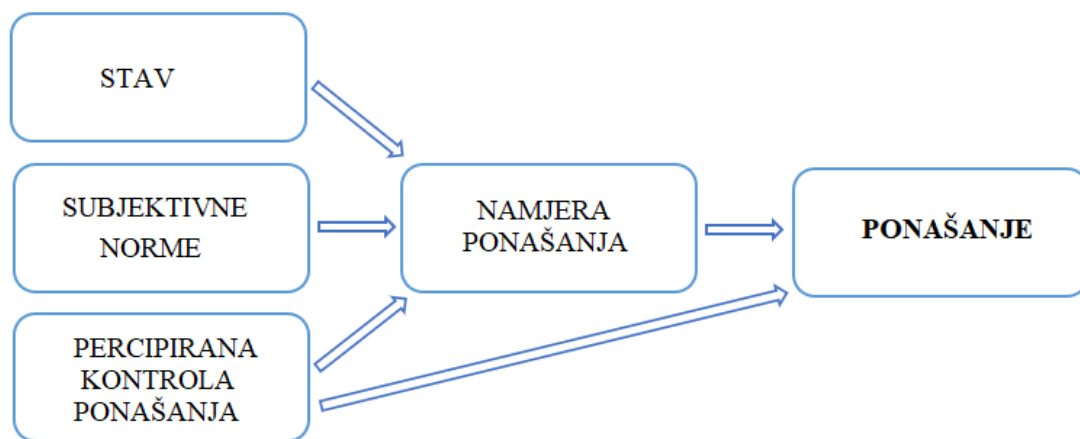 STAV
SUBJEKTIVNE
NORME
PERCIPIRANA
KONTROLA
PONAŠANJA
NAMJERA
PONAŠANJA
PONAŠANJE